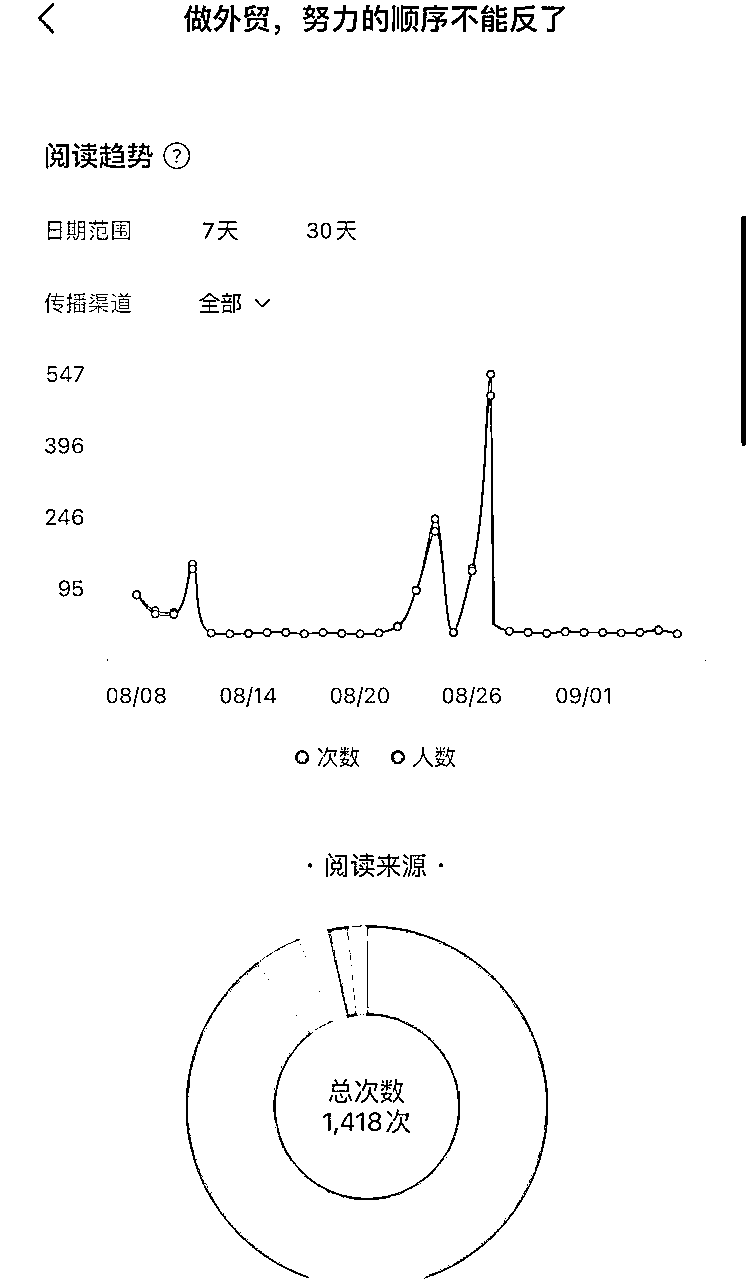 做外贸，努力的顺序不能反了
阅读趋势 ?
日期范围 7天 30天
传播渠道 全部
547
396
246
95
08/08 08/14 08/20 08/26 09/01
次数 人数
· 阅读来源 ·
总次数
1,418次